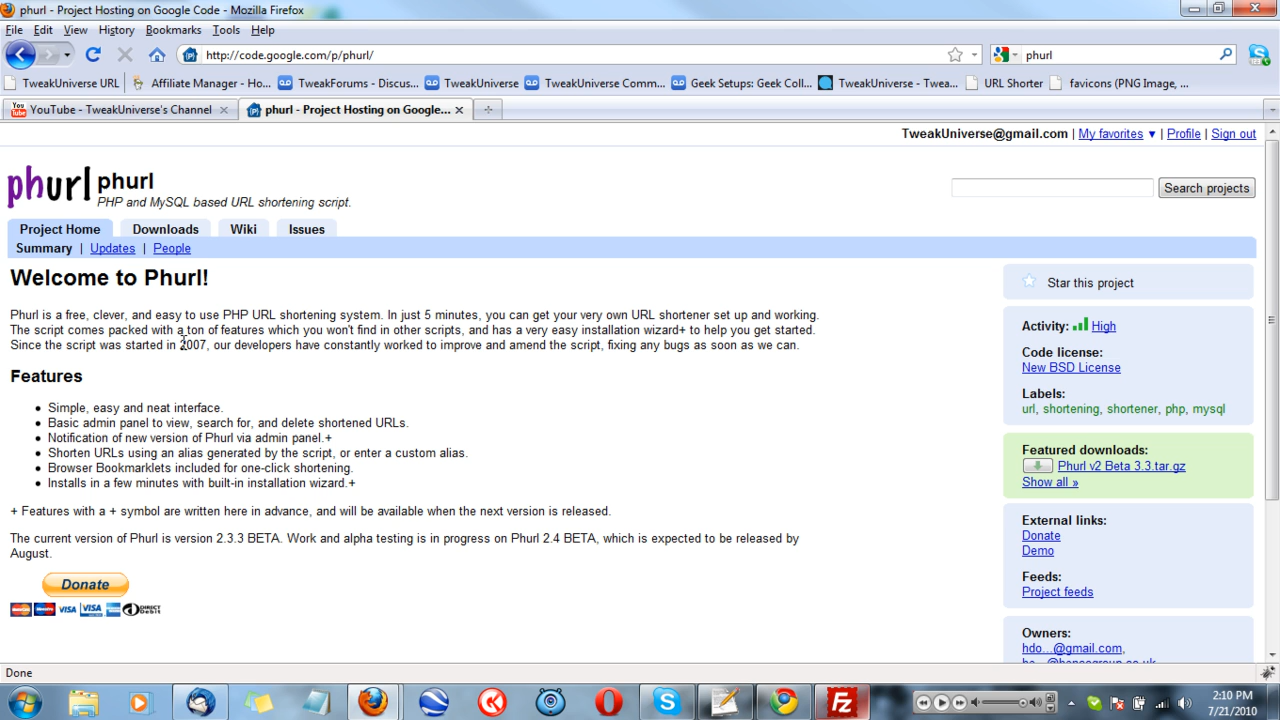 phurl - Project Hosting on Google Code - Mozilla Firefox
File Edit View History Bookmarks Tools Help
http://code.google.com/p/phurl/ phurl
TweakUniverse URL Affiliate Manager - Ho... TweakForums - Discus... TweakUniverse TweakUniverse Comm... Geek Setups: Geek Coll... TweakUniverse - Twea... URL Shorter favicons (PNG Image, ...
You Tube YouTube - TweakUniverse's Channel phurl - Project Hosting on Google...
TweakUniverse@gmail.com | My favorites ▼ | Profile | Sign out
phurl phurl
PHP and MySQL based URL shortening script.
Search projects
Project Home Downloads Wiki Issues
Summary | Updates | People
Welcome to Phurl!
Phurl is a free, clever, and easy to use PHP URL shortening system. In just 5 minutes, you can get your very own URL shortener set up and working.
The script comes packed with a ton of features which you won't find in other scripts, and has a very easy installation wizard+ to help you get started.
Since the script was started in 2007, our developers have constantly worked to improve and amend the script, fixing any bugs as soon as we can.
Features
Simple, easy and neat interface.
Basic admin panel to view, search for, and delete shortened URLs.
Notification of new version of Phurl via admin panel.+
Shorten URLs using an alias generated by the script, or enter a custom alias.
Browser Bookmarklets included for one-click shortening.
Installs in a few minutes with built-in installation wizard.+
+ Features with a + symbol are written here in advance, and will be available when the next version is released.
The current version of Phurl is version 2.3.3 BETA. Work and alpha testing is in progress on Phurl 2.4 BETA, which is expected to be released by
August.
Donate
VISA VISA DIRECT Debit
Star this project
Activity: High
Code license:
New BSD License
Labels:
url, shortening, shortener, php, mysql
Featured downloads:
Phurl v2 Beta 3.3.tar.gz
Show all »
External links:
Donate
Demo
Feeds:
Project feeds
Owners:
hdo...@gmail.com,
Done
2:10 PM
7/21/2010